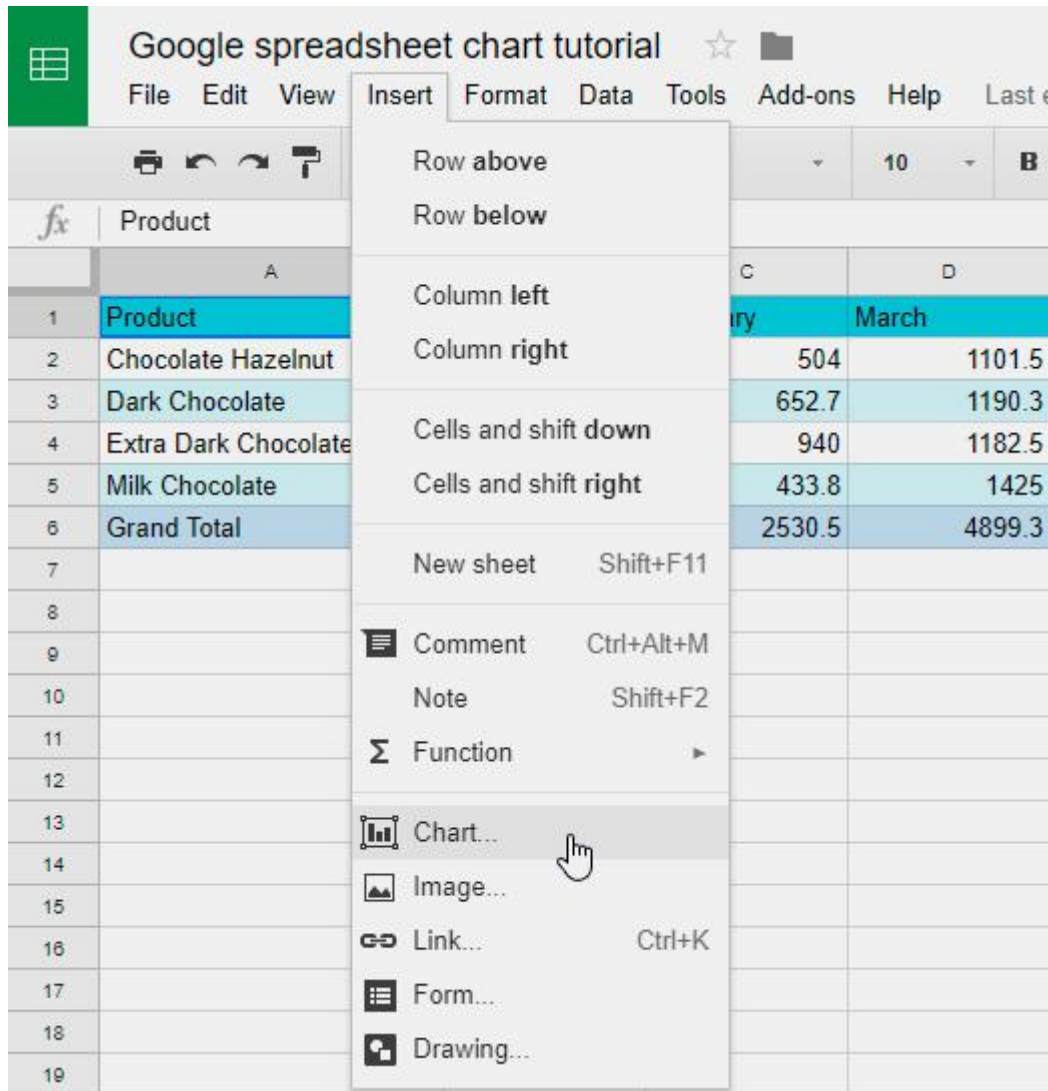 Google spreadsheet chart tutorial
File Edit View Insert Format Data Tools Add-ons Help Last
10 B
fx Product
A C D
Row above
Row below
Column left
Column right
Cells and shift down
Cells and shift right
New sheet Shift+F11
Comment Ctrl+Alt+M
Note Shift+F2
Σ Function
Chart...
Image...
Link... Ctrl+K
Form...
Drawing...
1 Product ry March
2 Chocolate Hazelnut 504 1101.5
3 Dark Chocolate 652.7 1190.3
4 Extra Dark Chocolate 940 1182.5
5 Milk Chocolate 433.8 1425
6 Grand Total 2530.5 4899.3
7
8
9
10
11
12
13
14
15
16
17
18
19